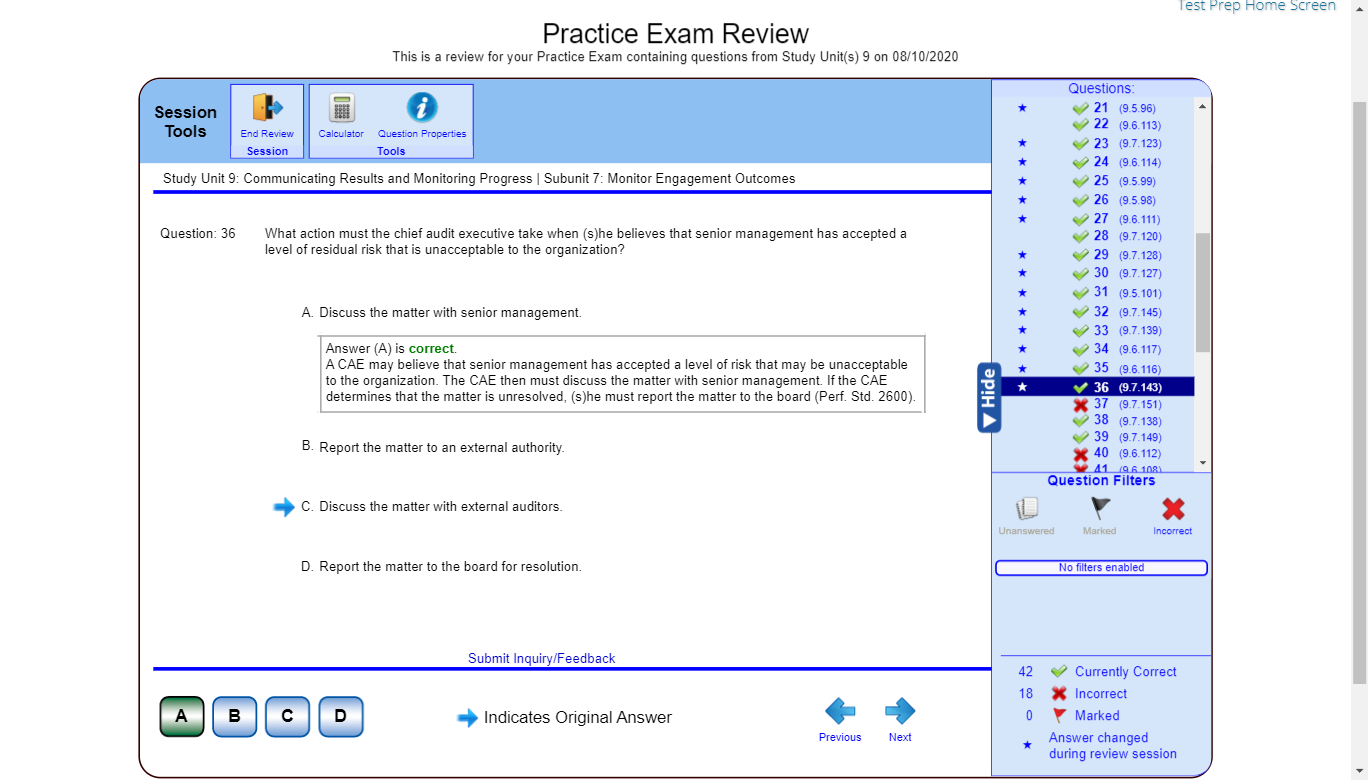 Test Prep Home Screen
Practice Exam Review
This is a review for your Practice Exam containing questions from Study Unit(s) 9 on 08/10/2020
Session Tools
End Review
Session
Calculator
Question Properties
Tools
Study Unit 9: Communicating Results and Monitoring Progress | Subunit 7: Monitor Engagement Outcomes
Question: 36
What action must the chief audit executive take when (s)he believes that senior management has accepted a
level of residual risk that is unacceptable to the organization?
A. Discuss the matter with senior management.
Answer (A) is correct.
A CAE may believe that senior management has accepted a level of risk that may be unacceptable
to the organization. The CAE then must discuss the matter with senior management. If the CAE
determines that the matter is unresolved, (s)he must report the matter to the board (Perf. Std. 2600).
B. Report the matter to an external authority.
C. Discuss the matter with external auditors.
D. Report the matter to the board for resolution.
Submit Inquiry/Feedback
A B C D
Indicates Original Answer
Previous
Next
Hide
Questions:
21 (9.5.96)
22 (9.6.113)
23 (9.7.123)
24 (9.6.114)
25 (9.5.99)
26 (9.5.98)
27 (9.6.111)
28 (9.7.120)
29 (9.7.128)
30 (9.7.127)
31 (9.5.101)
32 (9.7.145)
33 (9.7.139)
34 (9.6.117)
35 (9.6.116)
36 (9.7.143)
37 (9.7.151)
38 (9.7.138)
39 (9.7.149)
40 (9.6.112)
41 (9.6.108)
Question Filters
Unanswered
Marked
Incorrect
No filters enabled
42 Currently Correct
18 Incorrect
0 Marked
Answer changed
during review session